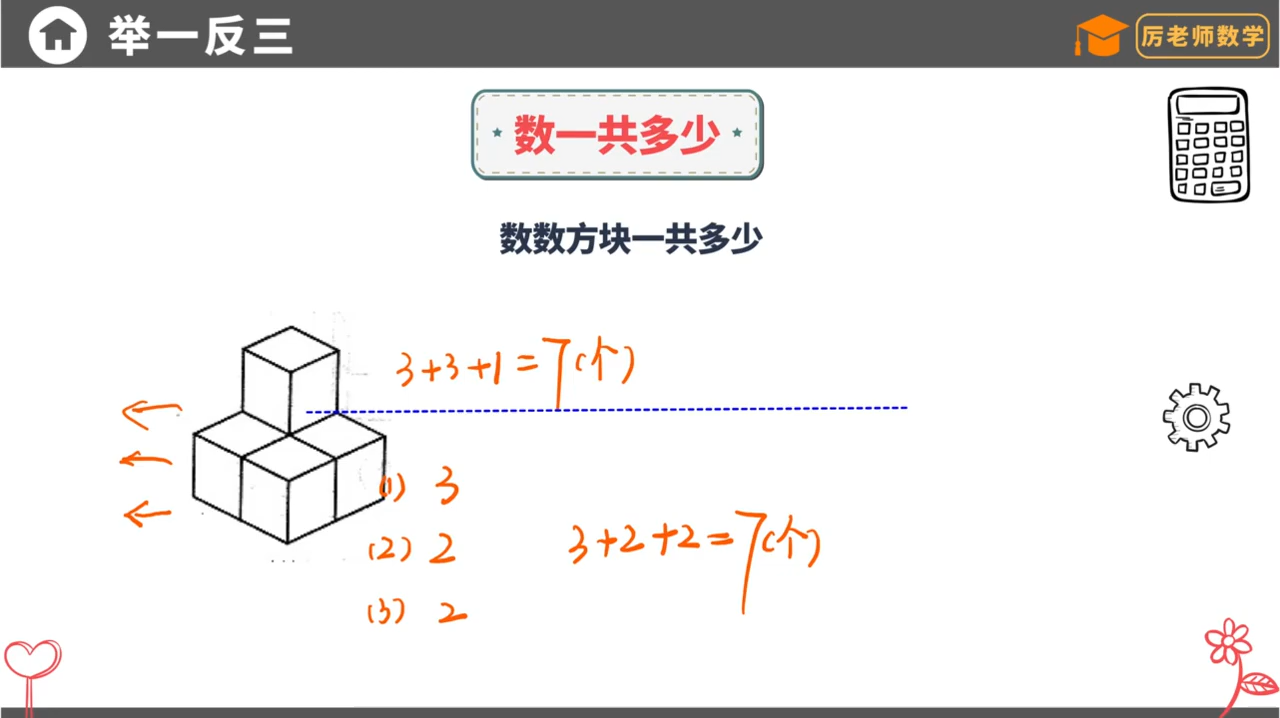 举一反三
厉老师数学
数一共多少
数数方块一共多少
3+3+1=7(个)
(1) 3
(2) 2
3+2+2=7(个)
(3) 2